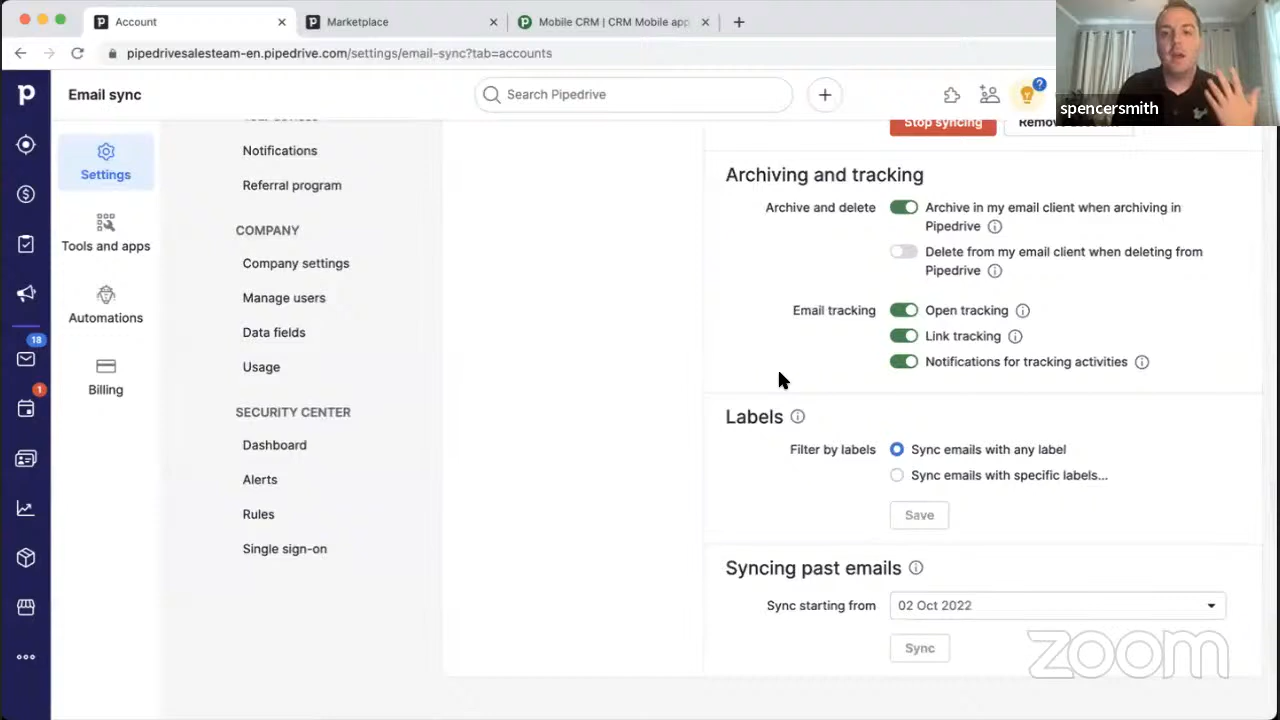 Account
Marketplace
Mobile CRM | CRM Mobile app
pipedrivesalesteam-en.pipedrive.com/settings/email-sync?tab=accounts
p
Email sync
Search Pipedrive
?
spencersmith
Settings
Tools and apps
Automations
Billing
18
1
Notifications
Referral program
COMPANY
Company settings
Manage users
Data fields
Usage
SECURITY CENTER
Dashboard
Alerts
Rules
Single sign-on
Stop syncing
Archiving and tracking
Archive and delete
Archive in my email client when archiving in
Pipedrive
Delete from my email client when deleting from
Pipedrive
Email tracking
Open tracking
Link tracking
Notifications for tracking activities
Labels
Filter by labels
Sync emails with any label
Sync emails with specific labels...
Save
Syncing past emails
Sync starting from
02 Oct 2022
Sync
zoom